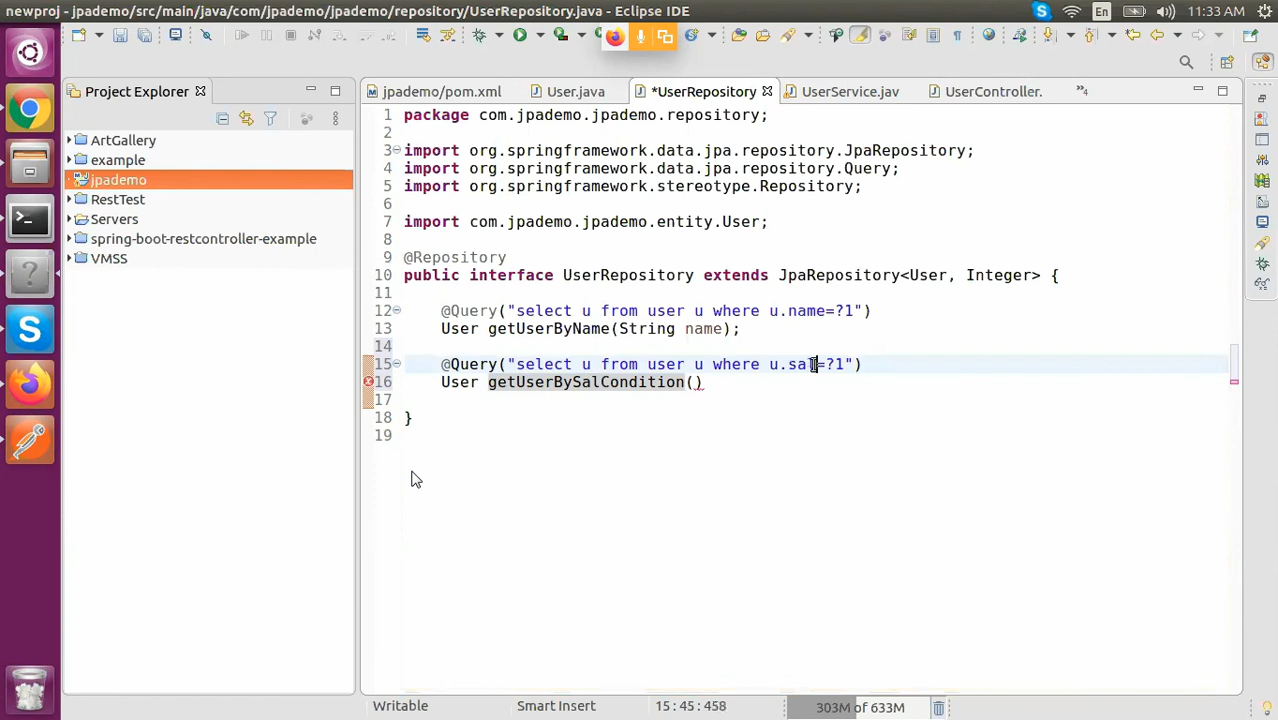 newproj - jpademo/src/main/java/com/jpademo/jpademo/repository/UserRepository.java - Eclipse IDE
En
11:33 AM
Project Explorer
jpademo/pom.xml
User.java
*UserRepository
UserService.jav
UserController.
ArtGallery
example
jpademo
RestTest
Servers
spring-boot-restcontroller-example
VMSS
1 package com.jpademo.jpademo.repository;
2
3 import org.springframework.data.jpa.repository.JpaRepository;
4 import org.springframework.data.jpa.repository.Query;
5 import org.springframework.stereotype.Repository;
6
7 import com.jpademo.jpademo.entity.User;
8
9 @Repository
10 public interface UserRepository extends JpaRepository<User, Integer> {
11
12 @Query("select u from user u where u.name=?1")
13 User getUserByName(String name);
14
15 @Query("select u from user u where u.sal=?1")
16 User getUserBySalCondition()
17
18 }
19
Writable
Smart Insert
15 : 45 : 458
303M of 633M